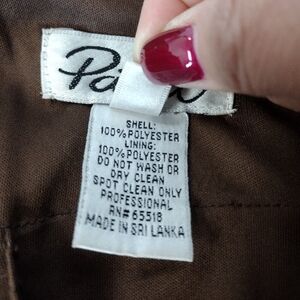 SHELL:
100% POLYESTER
LINING:
100% POLYESTER
DO NOT WASH OR
DRY CLEAN
SPOT CLEAN ONLY
PROFESSIONAL
RN# 65518
MADE IN SRI LANKA